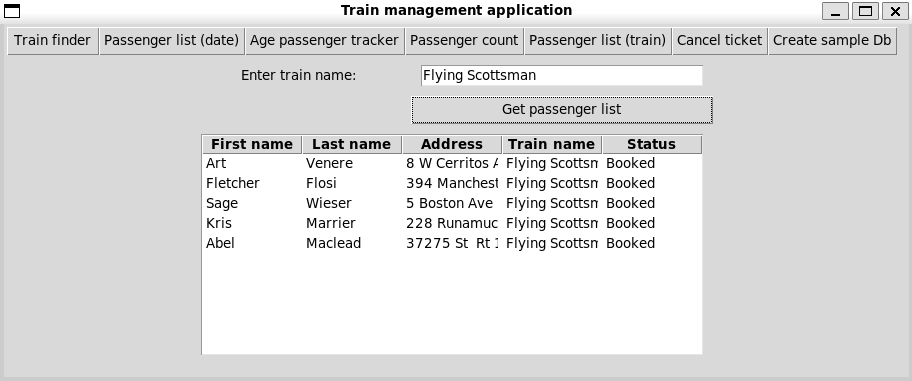 Train management application
Train finder Passenger list (date) Age passenger tracker Passenger count Passenger list (train) Cancel ticket Create sample Db
Enter train name: Flying Scottsman
Get passenger list
First name Last name Address Train name Status
Art Venere 8 W Cerritos A Flying Scottsm Booked
Fletcher Flosi 394 Manchest Flying Scottsm Booked
Sage Wieser 5 Boston Ave Flying Scottsm Booked
Kris Marrier 228 Runamuc Flying Scottsm Booked
Abel Maclead 37275 St Rt 1 Flying Scottsm Booked